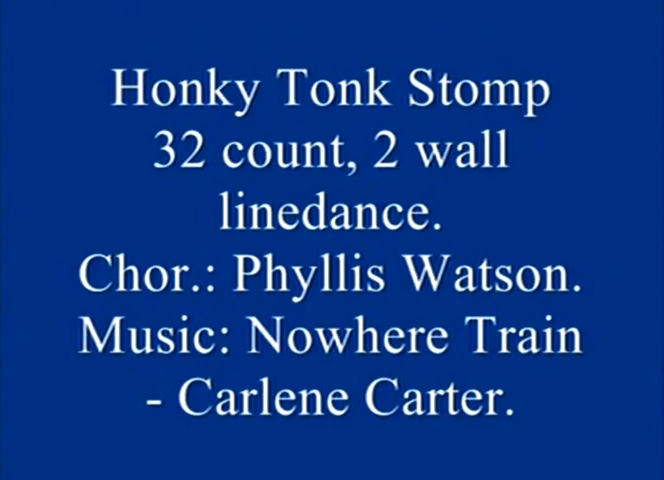 Honky Tonk Stomp
32 count, 2 wall
linedance.
Chor.: Phyllis Watson.
Music: Nowhere Train
- Carlene Carter.